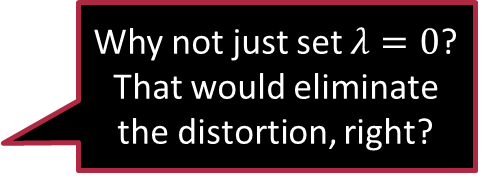 Why not just set 𝜆 = 0?
That would eliminate
the distortion, right?